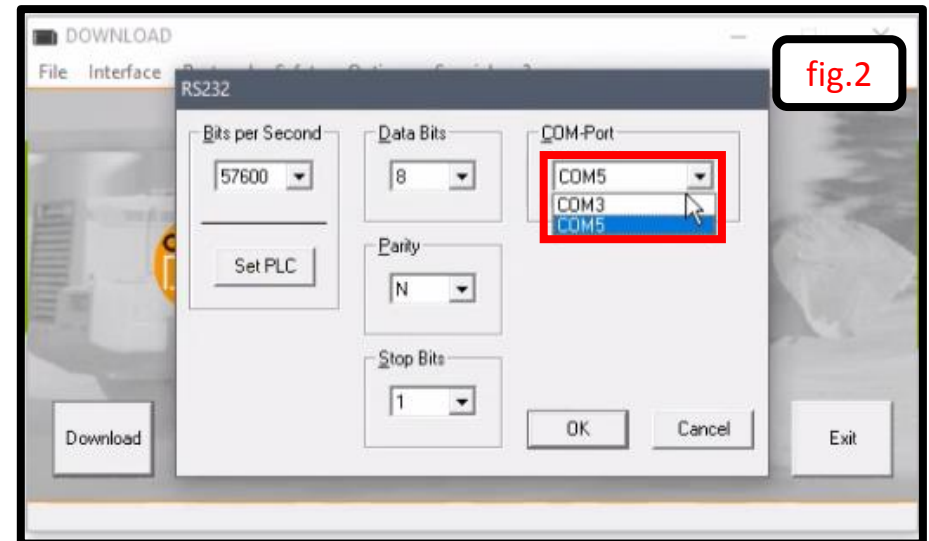 DOWNLOAD
File Interface
fig.2
RS232
Bits per Second
Data Bits
COM-Port
57600
8
COM5
COM3
COM5
Set PLC
Parity
N
Stop Bits
1
Download
OK
Cancel
Exit